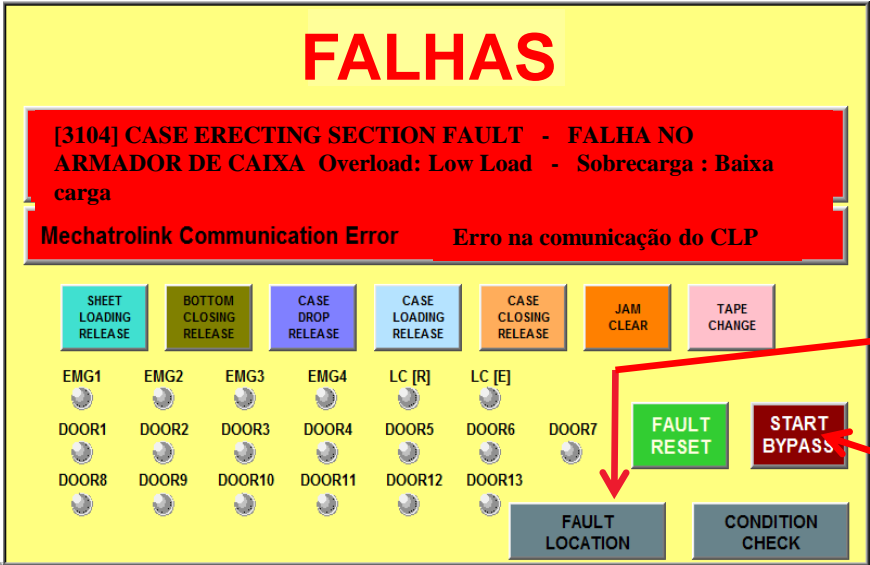 FALHAS
[3104] CASE ERECTING SECTION FAULT - FALHA NO
ARMADOR DE CAIXA Overload: Low Load - Sobrecarga : Baixa
carga
Mechatrolink Communication Error Erro na comunicação do CLP
SHEET
LOADING
RELEASE
BOTTOM
CLOSING
RELEASE
CASE
DROP
RELEASE
CASE
LOADING
RELEASE
CASE
CLOSING
RELEASE
JAM
CLEAR
TAPE
CHANGE
EMG1 EMG2 EMG3 EMG4 LC [R] LC [E]
DOOR1 DOOR2 DOOR3 DOOR4 DOOR5 DOOR6 DOOR7
DOOR8 DOOR9 DOOR10 DOOR11 DOOR12 DOOR13
FAULT
RESET
START
BYPASS
FAULT
LOCATION
CONDITION
CHECK